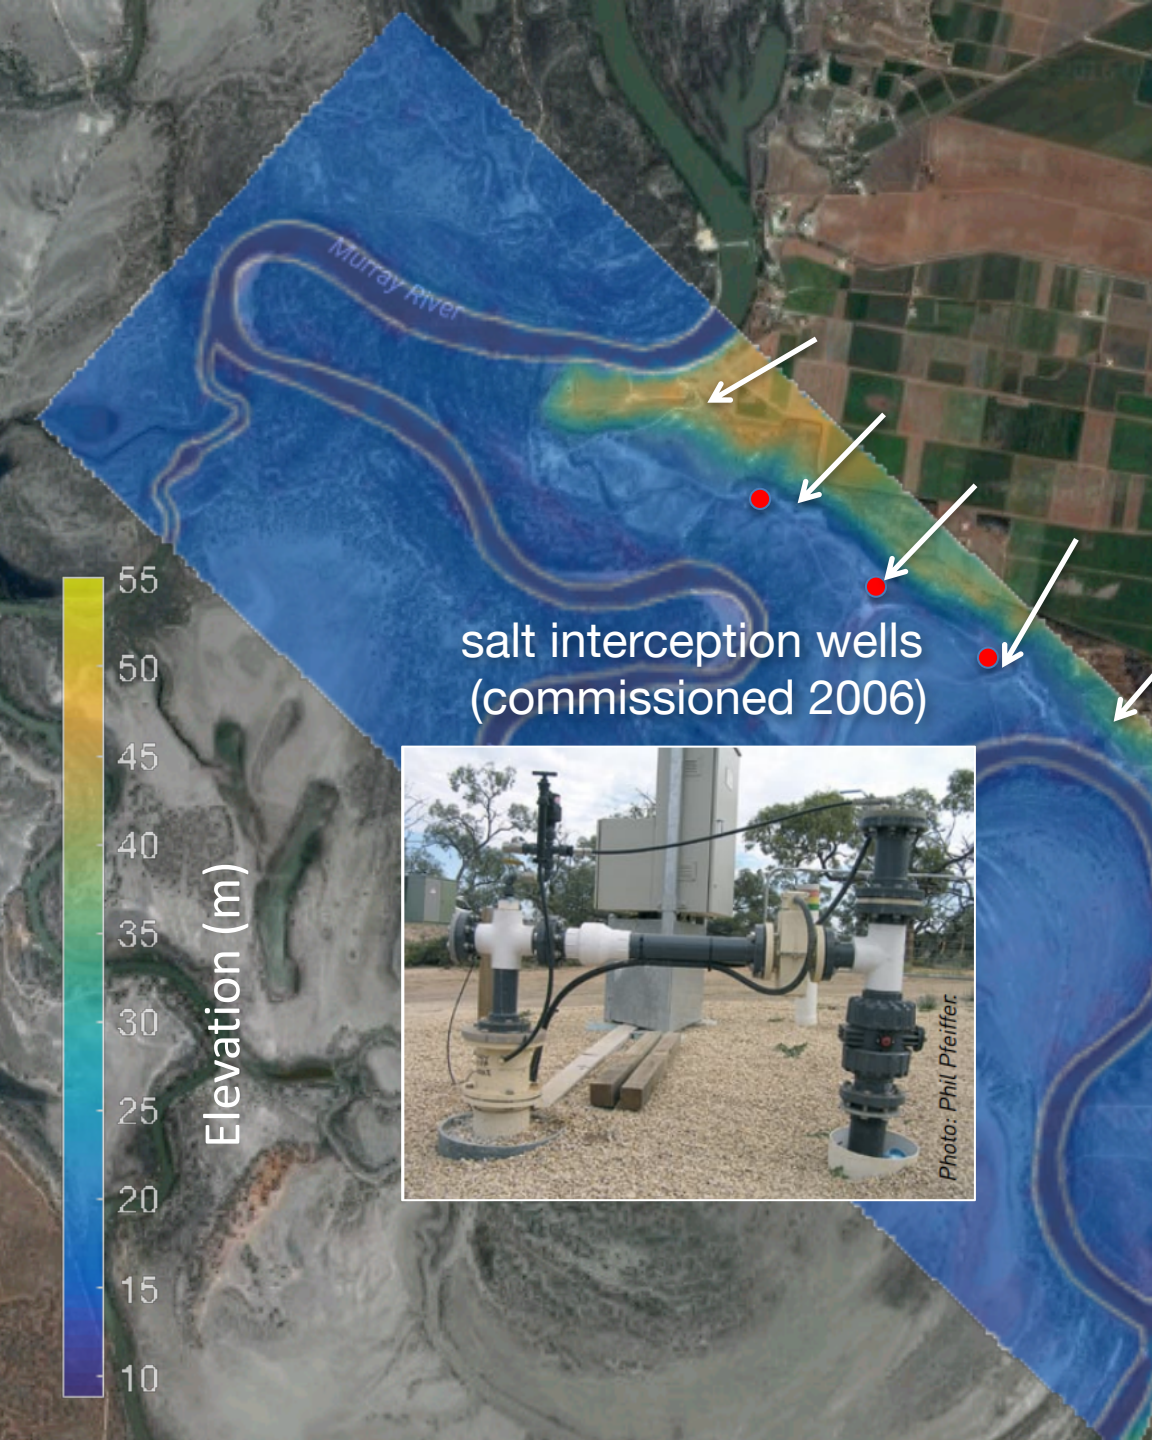 Murray River
salt interception wells
(commissioned 2006)
55
50
45
40
35
30
25
20
15
10
Elevation (m)
Photo: Phil Pfeiffer.